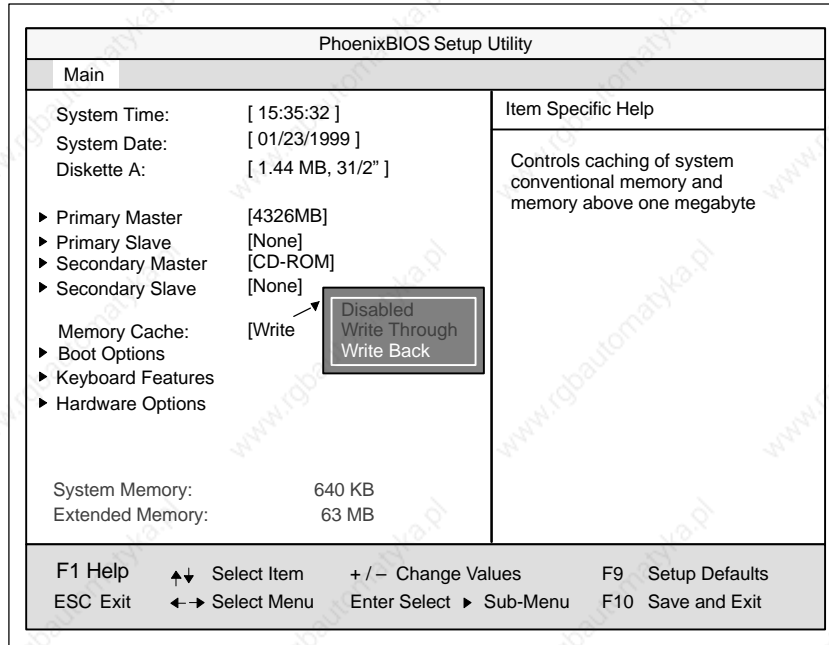 PhoenixBIOS Setup Utility
Main
System Time: [ 15:35:32 ]
System Date: [ 01/23/1999 ]
Diskette A: [ 1.44 MB, 31/2” ]
▶ Primary Master [4326MB]
▶ Primary Slave [None]
▶ Secondary Master [CD-ROM]
▶ Secondary Slave [None]
Memory Cache: [Write
Disabled
Write Through
Write Back
▶ Boot Options
▶ Keyboard Features
▶ Hardware Options
System Memory: 640 KB
Extended Memory: 63 MB
Item Specific Help
Controls caching of system
conventional memory and
memory above one megabyte
F1 Help ▲▼ Select Item + / – Change Values F9 Setup Defaults
ESC Exit ◄► Select Menu Enter Select ▶ Sub-Menu F10 Save and Exit
www.rgbautomatyka.pl